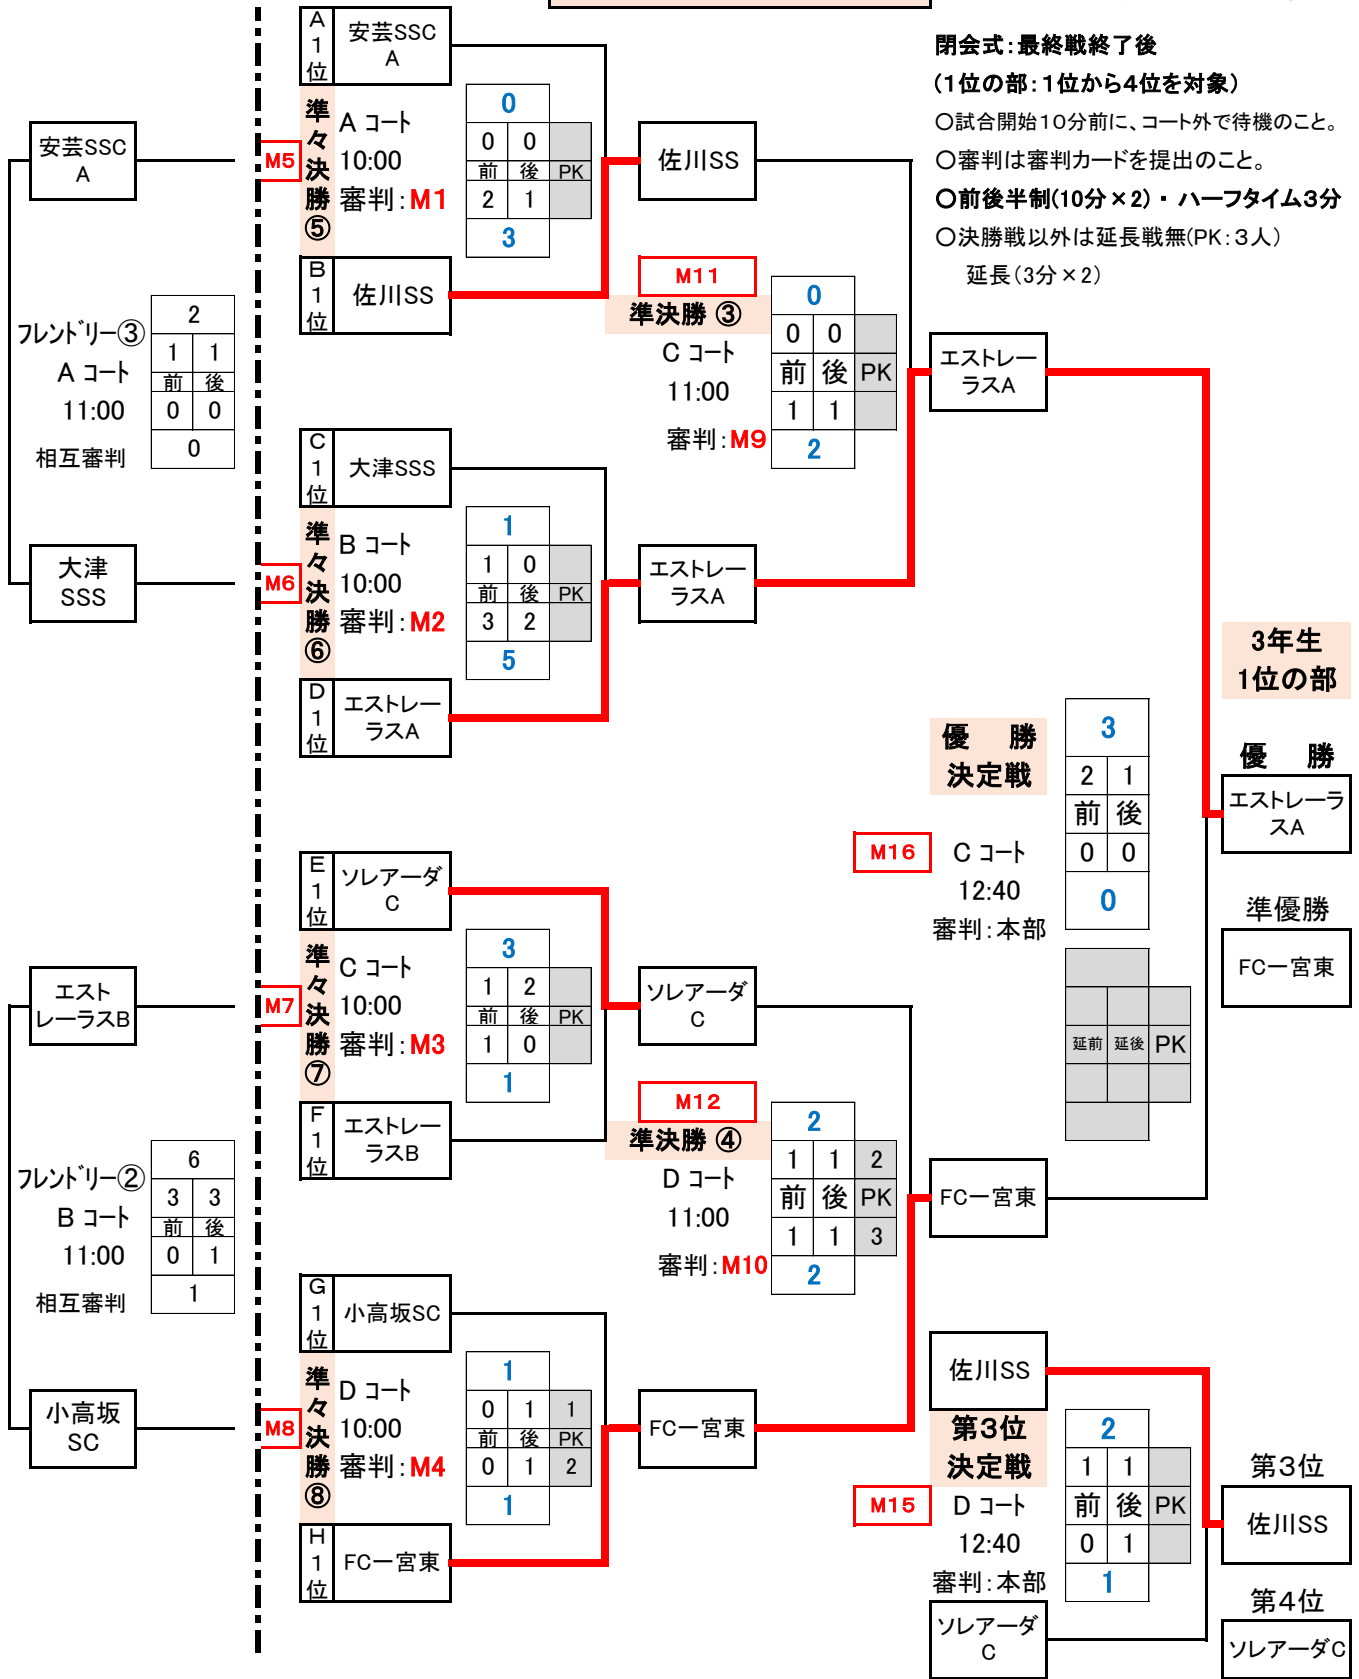 閉会式：最終戦終了後
(1位の部：1位から4位を対象)
○試合開始10分前に、コート外で待機のこと。
○審判は審判カードを提出のこと。
○前後半制(10分×2)・ハーフタイム3分
○決勝戦以外は延長戦無(PK：3人)
延長(3分×2)
安芸SSC
A
フレンドリー③
A コート
11:00
相互審判
2
1 1
前 後
0 0
0
大津
SSS
エスト
レーラスB
フレンドリー②
B コート
11:00
相互審判
6
3 3
前 後
0 1
1
小高坂
SC
A
1
位
安芸SSC
A
M5
準々決勝⑤
A コート
10:00
審判：M1
0
0 0
前 後 PK
2 1
3
B
1
位
佐川SS
C
1
位
大津SSS
M6
準々決勝⑥
B コート
10:00
審判：M2
1
1 0
前 後 PK
3 2
5
D
1
位
エストレー
ラスA
E
1
位
ソレアーダ
C
M7
準々決勝⑦
C コート
10:00
審判：M3
3
1 2
前 後 PK
1 0
1
F
1
位
エストレー
ラスB
G
1
位
小高坂SC
M8
準々決勝⑧
D コート
10:00
審判：M4
1
0 1 1
前 後 PK
0 1 2
1
H
1
位
FC一宮東
佐川SS
M11
準決勝 ③
C コート
11:00
審判：M9
0
0 0
前 後 PK
1 1
2
エストレー
ラスA
ソレアーダ
C
M12
準決勝 ④
D コート
11:00
審判：M10
2
1 1 2
前 後 PK
1 1 3
2
FC一宮東
エストレー
ラスA
優 勝
決定戦
M16
C コート
12:40
審判：本部
3
2 1
前 後
0 0
0
延前 延後 PK
FC一宮東
佐川SS
第3位
決定戦
M15
D コート
12:40
審判：本部
2
1 1
前 後 PK
0 1
1
ソレアーダ
C
3年生
1位の部
優 勝
エストレーラ
スA
準優勝
FC一宮東
第3位
佐川SS
第4位
ソレアーダC